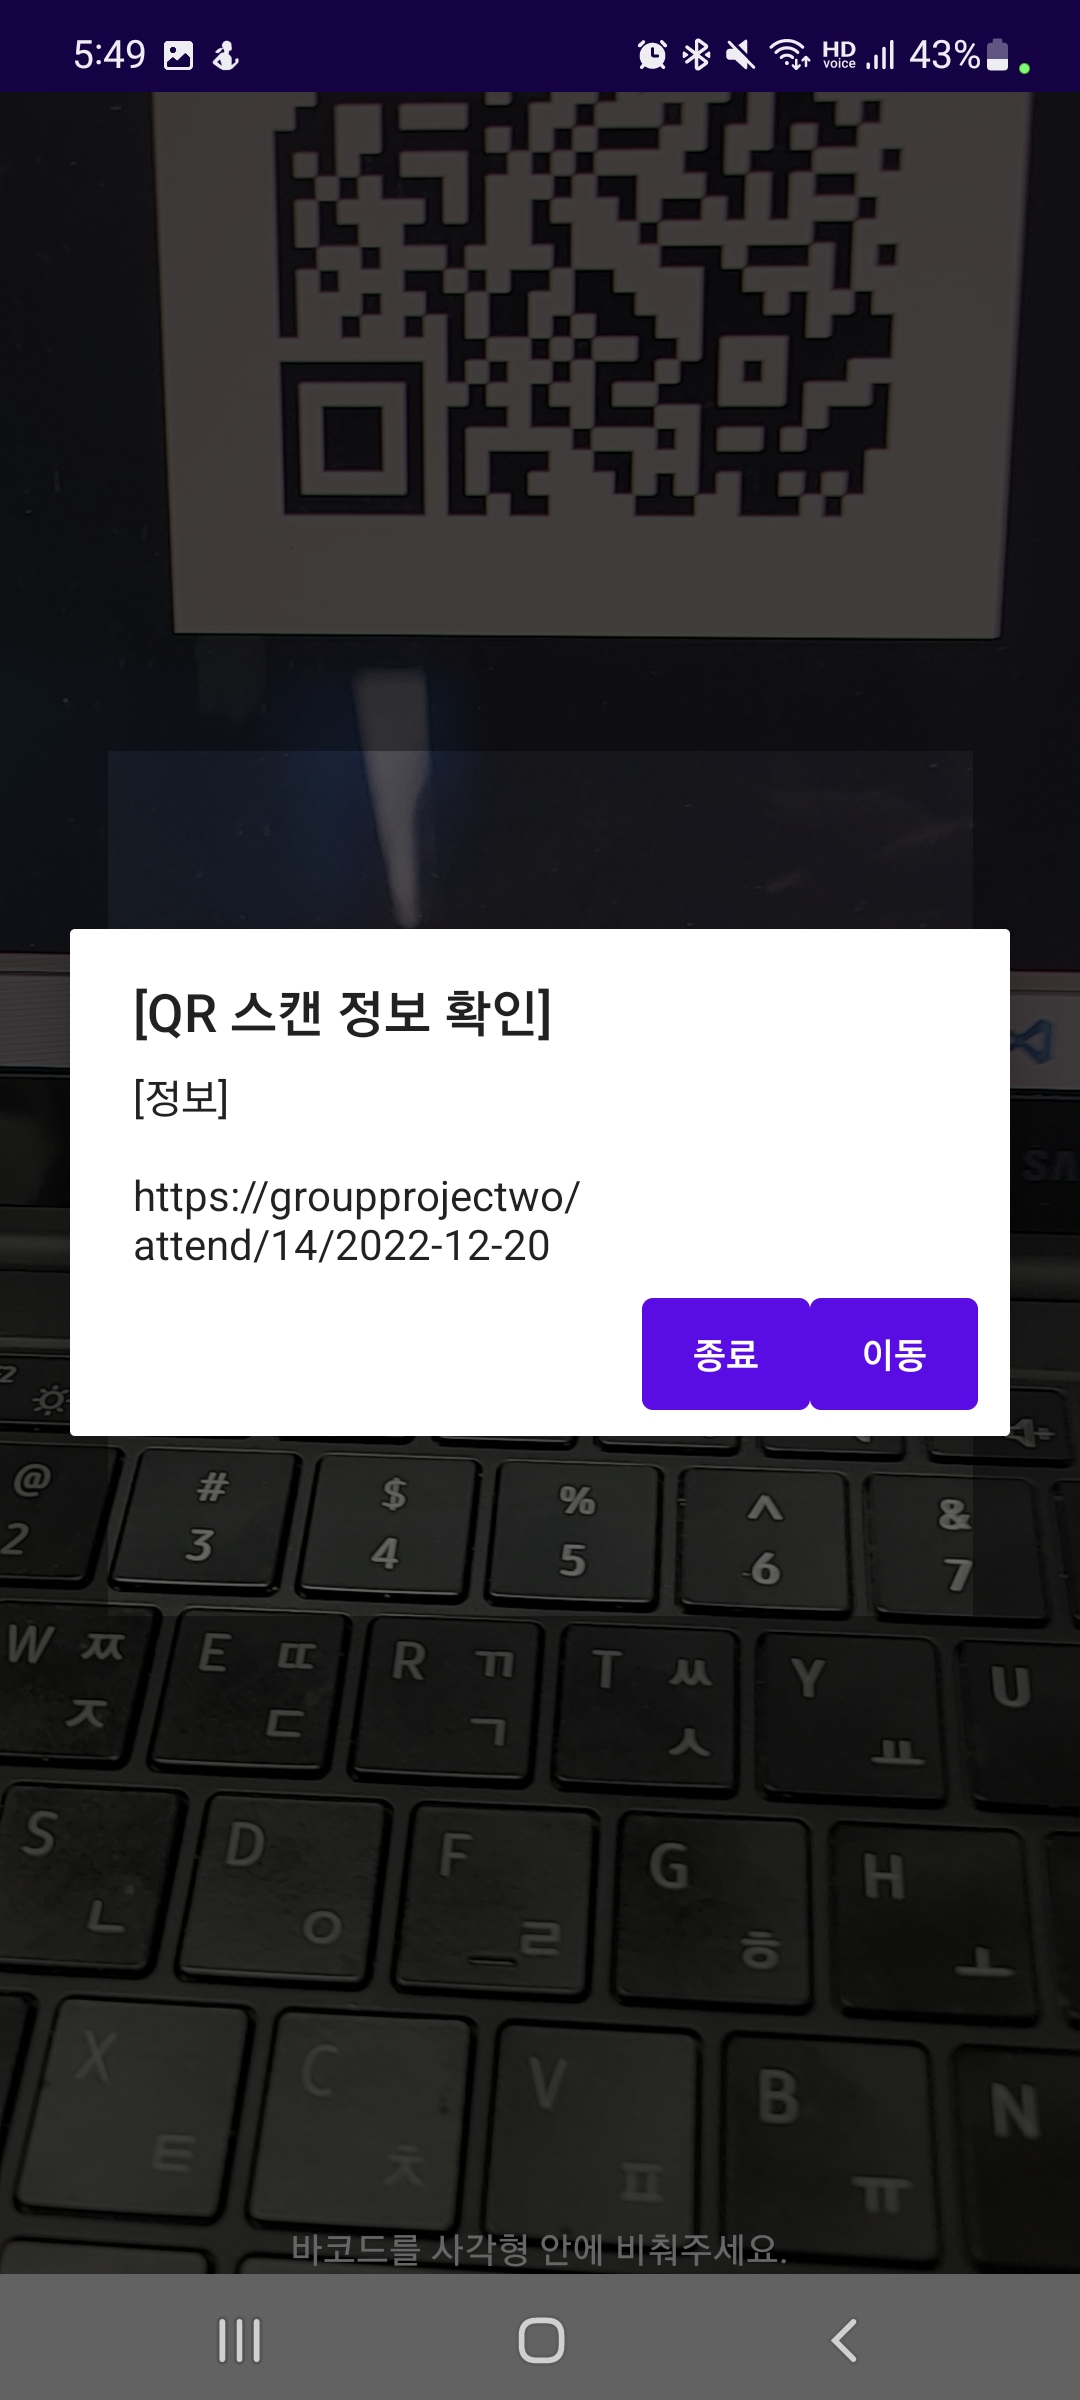 5:49
HD
voice
43%
[QR 스캔 정보 확인]
[정보]
https://groupprojectwo/
attend/14/2022-12-20
종료 이동
@ # $ % ^ &
2 3 4 5 6 7
W ㅉ E ㄸ R ㄲ T ㅆ Y U
ㅈ ㄷ ㄱ ㅅ ㅛ
S D F G H
ㄴ ㅇ ㄹ ㅎ ㅗ
X C V B N
ㅌ ㅊ ㅍ ㅠ
바코드를 사각형 안에 비춰주세요.